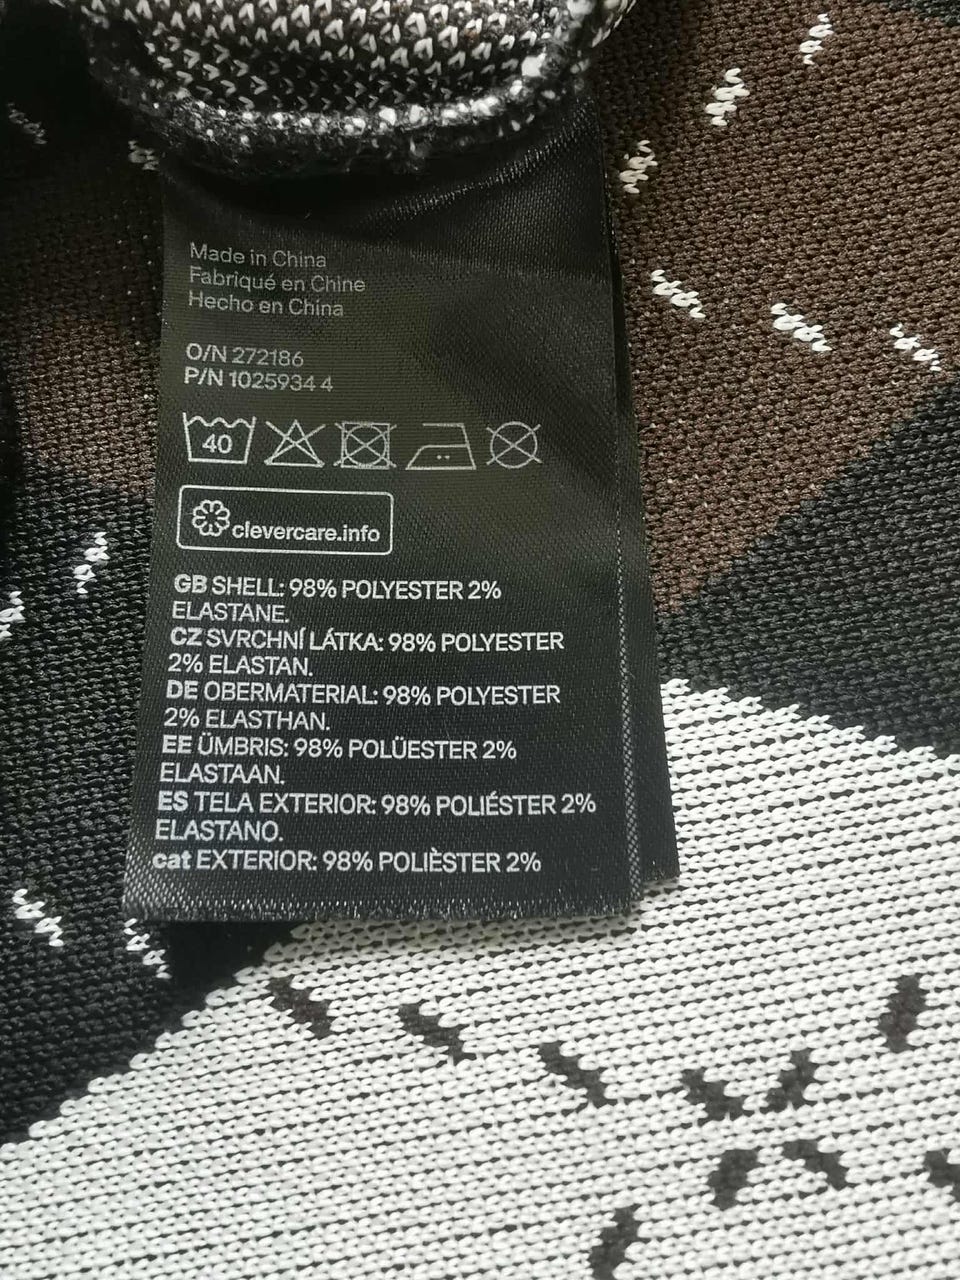 Made in China
Fabriqué en Chine
Hecho en China
O/N 272186
P/N 1025934 4
40
clevercare.info
GB SHELL: 98% POLYESTER 2%
ELASTANE.
CZ SVRCHNÍ LÁTKA: 98% POLYESTER
2% ELASTAN.
DE OBERMATERIAL: 98% POLYESTER
2% ELASTHAN.
EE ÜMBRIS: 98% POLÜESTER 2%
ELASTAAN.
ES TELA EXTERIOR: 98% POLIÉSTER 2%
ELASTANO.
cat EXTERIOR: 98% POLIÈSTER 2%